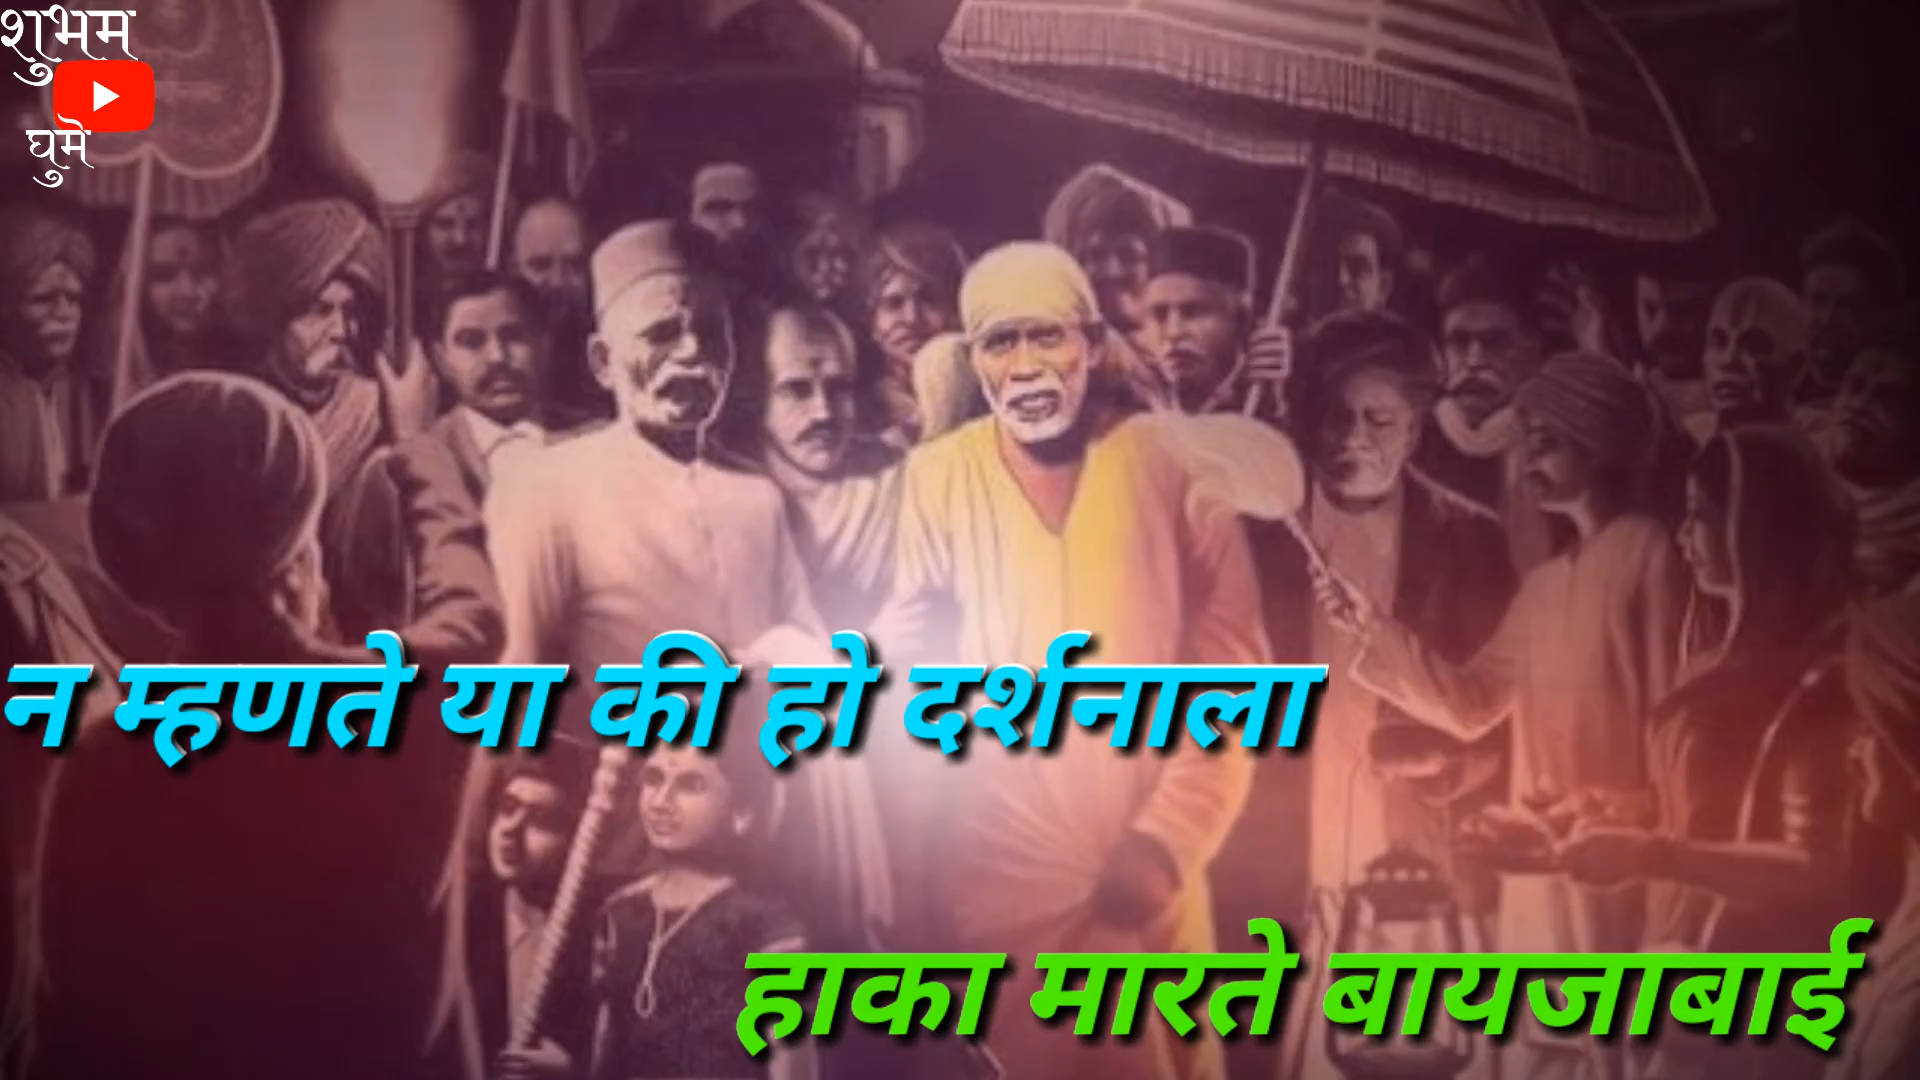 शुभम
घुमे
न म्हणते या की हो दर्शनाला
हाका मारते बायजाबाई